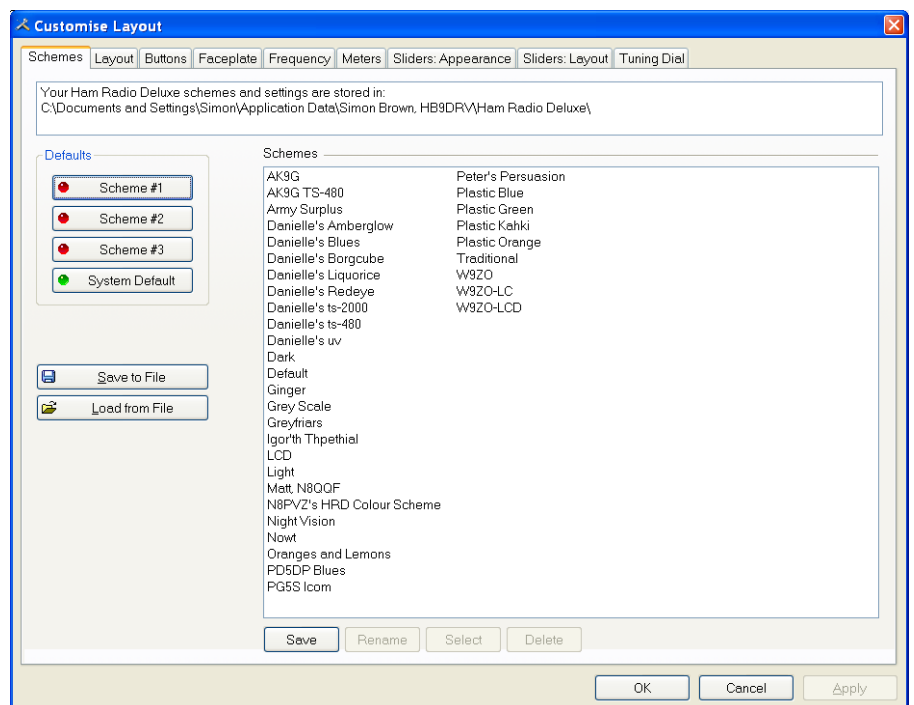 Customise Layout
Schemes Layout Buttons Faceplate Frequency Meters Sliders: Appearance Sliders: Layout Tuning Dial
Your Ham Radio Deluxe schemes and settings are stored in:
C:\Documents and Settings\Simon\Application Data\Simon Brown, HB9DRV\Ham Radio Deluxe\
Defaults
Scheme #1
Scheme #2
Scheme #3
System Default
Save to File
Load from File
Schemes
AK9G
AK9G TS-480
Army Surplus
Danielle's Amberglow
Danielle's Blues
Danielle's Borgcube
Danielle's Liquorice
Danielle's Redeye
Danielle's ts-2000
Danielle's ts-480
Danielle's uv
Dark
Default
Ginger
Grey Scale
Greyfriars
Igor'th Thpethial
LCD
Light
Matt, N8QQF
N8PVZ's HRD Colour Scheme
Night Vision
Nowt
Oranges and Lemons
PD5DP Blues
PG5S Icom
Peter's Persuasion
Plastic Blue
Plastic Green
Plastic Kahki
Plastic Orange
Traditional
W9ZO
W9ZO-LC
W9ZO-LCD
Save Rename Select Delete
OK Cancel Apply